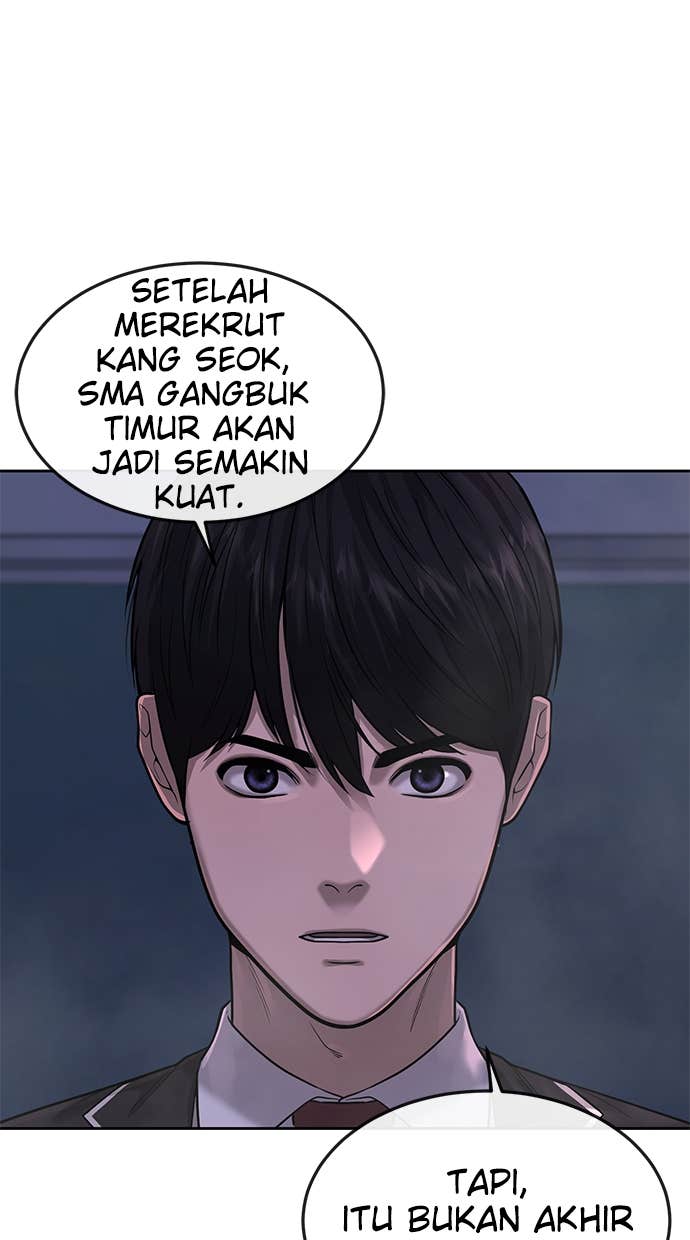 SETELAH
MEREKRUT
KANG SEOK,
SMA GANGBUK
TIMUR AKAN
JADI SEMAKIN
KUAT.
TAPI,
ITU BUKAN AKHIR